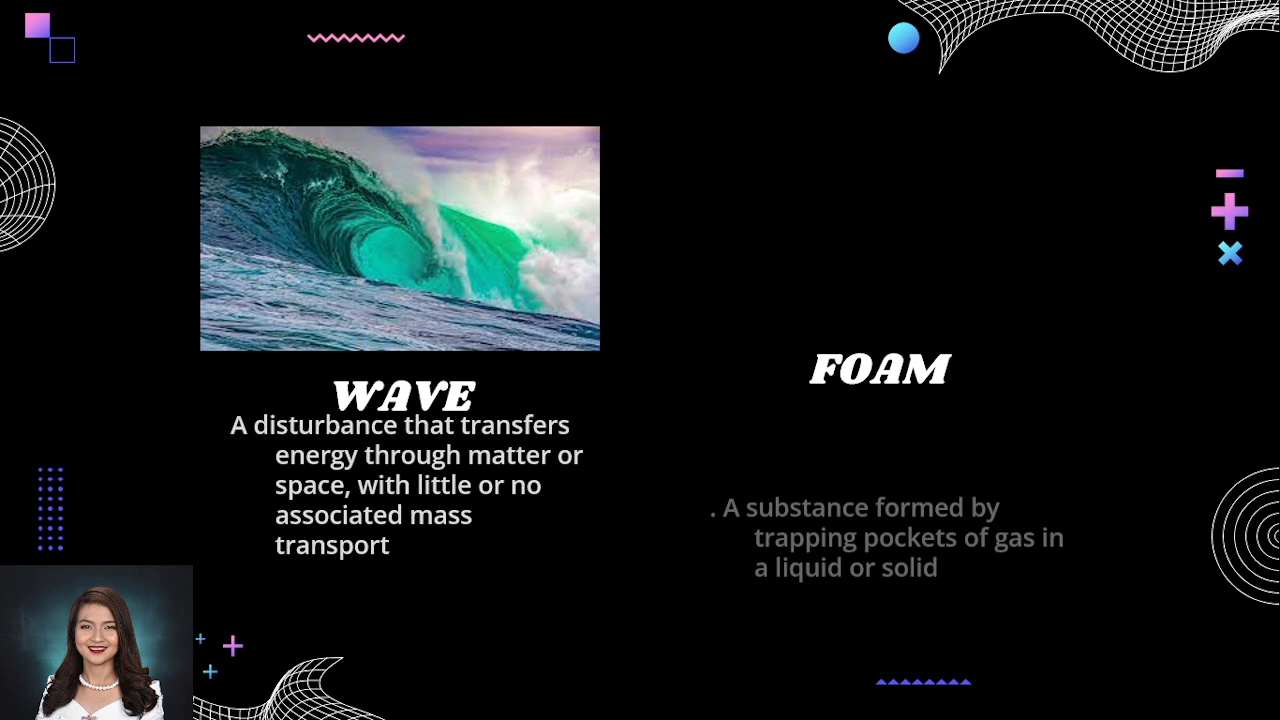 WAVE
A disturbance that transfers
energy through matter or
space, with little or no
associated mass
transport
FOAM
. A substance formed by
trapping pockets of gas in
a liquid or solid